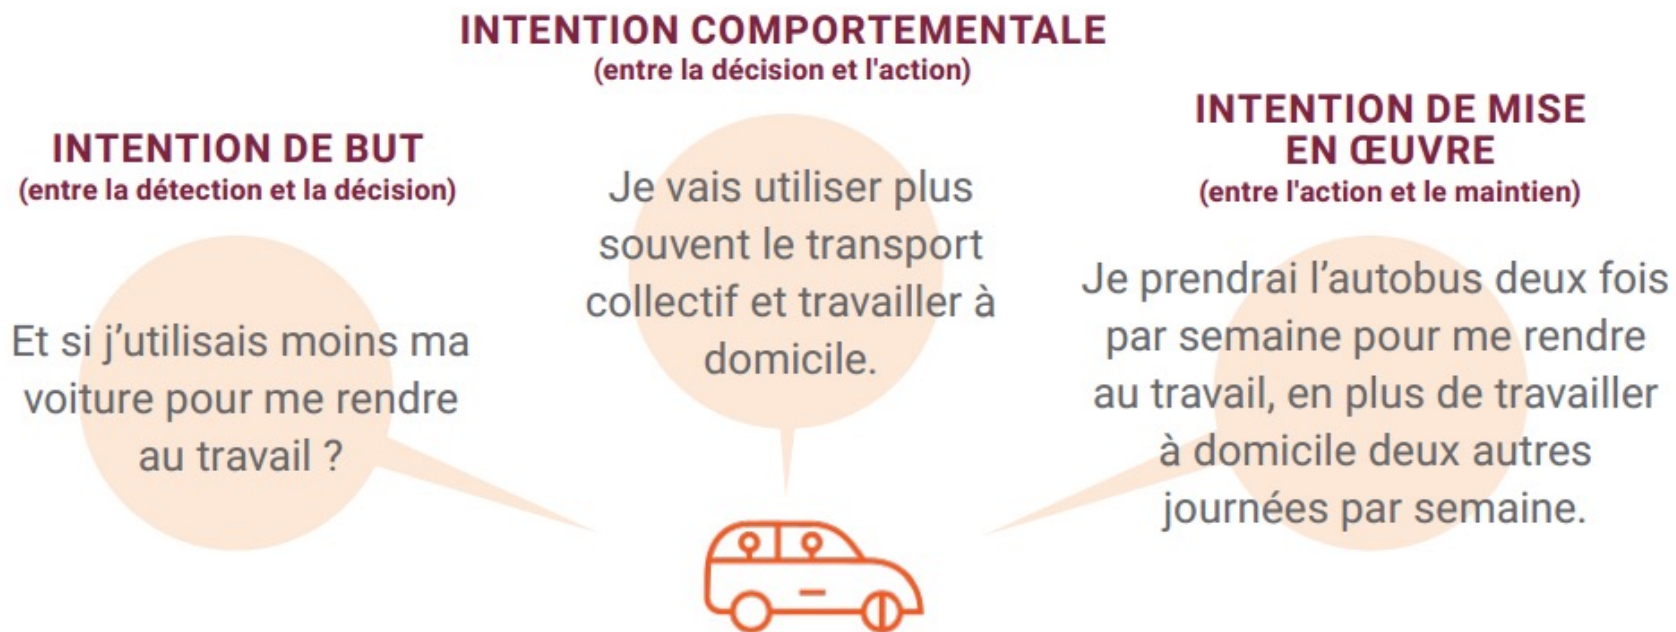 INTENTION DE BUT
(entre la détection et la décision)
Et si j’utilisais moins ma
voiture pour me rendre
au travail ?
INTENTION COMPORTEMENTALE
(entre la décision et l'action)
Je vais utiliser plus
souvent le transport
collectif et travailler à
domicile.
INTENTION DE MISE
EN ŒUVRE
(entre l'action et le maintien)
Je prendrai l’autobus deux fois
par semaine pour me rendre
au travail, en plus de travailler
à domicile deux autres
journées par semaine.